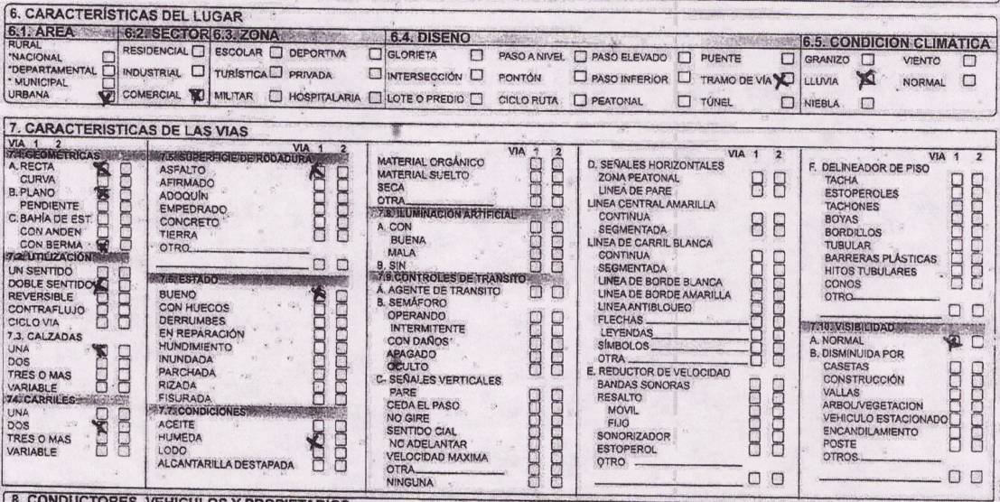 6. CARACTERÍSTICAS DEL LUGAR
6.1. ÁREA
RURAL
*NACIONAL
*DEPARTAMENTAL
* MUNICIPAL
URBANA
6.2. SECTOR
RESIDENCIAL
INDUSTRIAL
COMERCIAL
6.3. ZONA
ESCOLAR DEPORTIVA
TURÍSTICA PRIVADA
MILITAR HOSPITALARIA
6.4. DISEÑO
GLORIETA PASO A NIVEL PASO ELEVADO PUENTE
INTERSECCIÓN PONTÓN PASO INFERIOR TRAMO DE VÍA
LOTE O PREDIO CICLO RUTA PEATONAL TÚNEL
6.5. CONDICIÓN CLIMÁTICA
GRANIZO VIENTO
LLUVIA NORMAL
NIEBLA
7. CARACTERISTICAS DE LAS VIAS
VIA 1 2
7.1 GEOMÉTRICAS
A. RECTA
CURVA
B. PLANO
PENDIENTE
C. BAHÍA DE EST.
CON ANDEN
CON BERMA
7.2. UTILIZACIÓN
UN SENTIDO
DOBLE SENTIDO
REVERSIBLE
CONTRAFLUJO
CICLO VIA
7.3. CALZADAS
UNA
DOS
TRES O MAS
VARIABLE
7.4. CARRILES
UNA
DOS
TRES O MAS
VARIABLE
VIA 1 2
7.5. SUPERFICIE DE RODADURA
ASFALTO
AFIRMADO
ADOQUÍN
EMPEDRADO
CONCRETO
TIERRA
OTRO
7.6. ESTADO
BUENO
CON HUECOS
DERRUMBES
EN REPARACIÓN
HUNDIMIENTO
INUNDADA
PARCHADA
RIZADA
FISURADA
7.7. CONDICIONES
ACEITE
HUMEDA
LODO
ALCANTARILLA DESTAPADA
VIA 1 2
MATERIAL ORGÁNICO
MATERIAL SUELTO
SECA
OTRA
7.8. ILUMINACIÓN ARTIFICIAL
A. CON
BUENA
MALA
B. SIN
7.9. CONTROLES DE TRANSITO
A. AGENTE DE TRANSITO
B. SEMÁFORO
OPERANDO
INTERMITENTE
CON DAÑOS
APAGADO
OCULTO
C- SEÑALES VERTICALES
PARE
CEDA EL PASO
NO GIRE
SENTIDO CIAL
NO ADELANTAR
VELOCIDAD MAXIMA
OTRA
NINGUNA
VIA 1 2
D. SEÑALES HORIZONTALES
ZONA PEATONAL
LINEA DE PARE
LINEA CENTRAL AMARILLA
CONTINUA
SEGMENTADA
LINEA DE CARRIL BLANCA
CONTINUA
SEGMENTADA
LINEA DE BORDE BLANCA
LINEA DE BORDE AMARILLA
LINEA ANTIBLOQUEO
FLECHAS
LEYENDAS
SÍMBOLOS
OTRA
E. REDUCTOR DE VELOCIDAD
BANDAS SONORAS
RESALTO
MÓVIL
FIJO
SONORIZADOR
ESTOPEROL
OTRO
VIA 1 2
F. DELINEADOR DE PISO
TACHA
ESTOPEROLES
TACHONES
BOYAS
BORDILLOS
TUBULAR
BARRERAS PLÁSTICAS
HITOS TUBULARES
CONOS
OTRO
7.10. VISIBILIDAD
A. NORMAL
B. DISMINUIDA POR
CASETAS
CONSTRUCCIÓN
VALLAS
ARBOL/VEGETACION
VEHICULO ESTACIONADO
ENCANDILAMIENTO
POSTE
OTROS
8. CONDUCTORES, VEHICULOS Y PROPIETARIOS